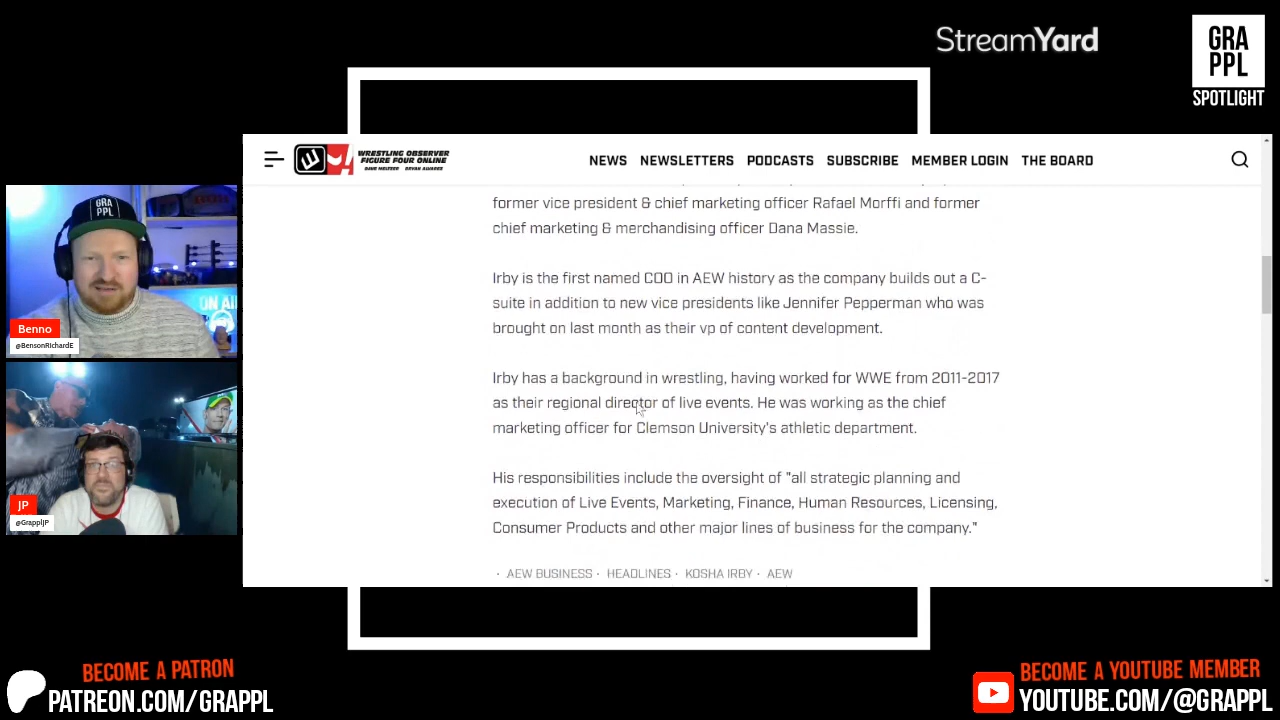 StreamYard
GRA
PPL
SPOTLIGHT
WRESTLING OBSERVER
FIGURE FOUR ONLINE
DAVE MELTZER BRYAN ALVAREZ
NEWS NEWSLETTERS PODCASTS SUBSCRIBE MEMBER LOGIN THE BOARD
former vice president & chief marketing officer Rafael Morffi and former
chief marketing & merchandising officer Dana Massie.
Irby is the first named COO in AEW history as the company builds out a C-
suite in addition to new vice presidents like Jennifer Pepperman who was
brought on last month as their vp of content development.
Irby has a background in wrestling, having worked for WWE from 2011-2017
as their regional director of live events. He was working as the chief
marketing officer for Clemson University's athletic department.
His responsibilities include the oversight of "all strategic planning and
execution of Live Events, Marketing, Finance, Human Resources, Licensing,
Consumer Products and other major lines of business for the company."
· AEW BUSINESS · HEADLINES · KOSHA IRBY · AEW
GRA
PPL
ON AIR
Benno
@BensonRichardE
JP
@GrapplJP
BECOME A PATRON
PATREON.COM/GRAPPL
BECOME A YOUTUBE MEMBER
YOUTUBE.COM/@GRAPPL